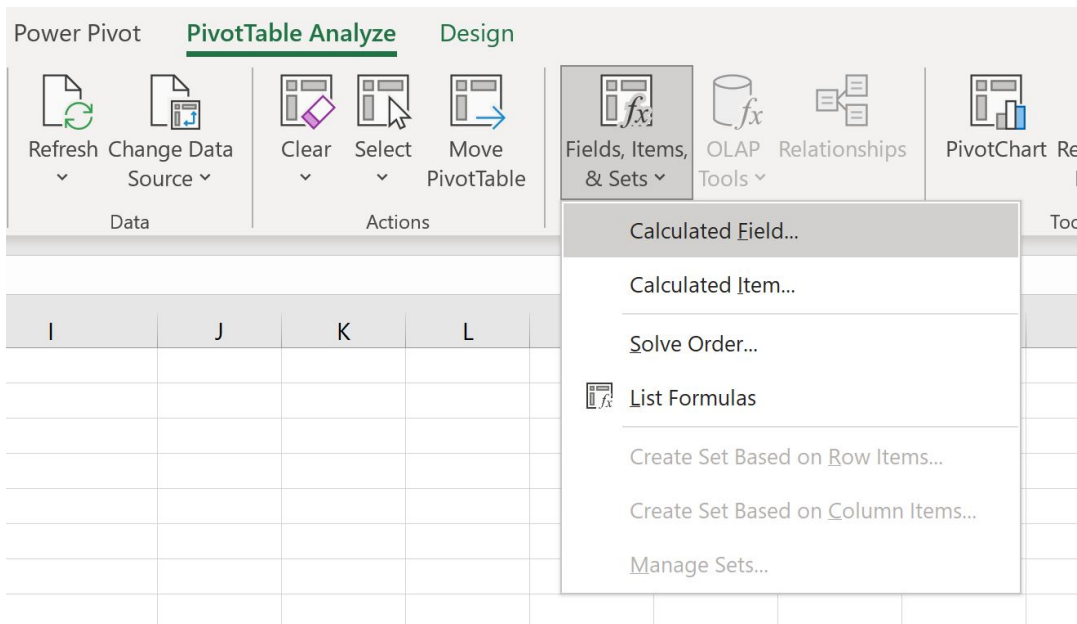 Power Pivot PivotTable Analyze Design
Refresh Change Data Source
Clear Select Move PivotTable
Fields, Items, & Sets
OLAP Tools Relationships
PivotChart Re
Data Actions Too
Calculated Field...
Calculated Item...
Solve Order...
List Formulas
Create Set Based on Row Items...
Create Set Based on Column Items...
Manage Sets...
I J K L